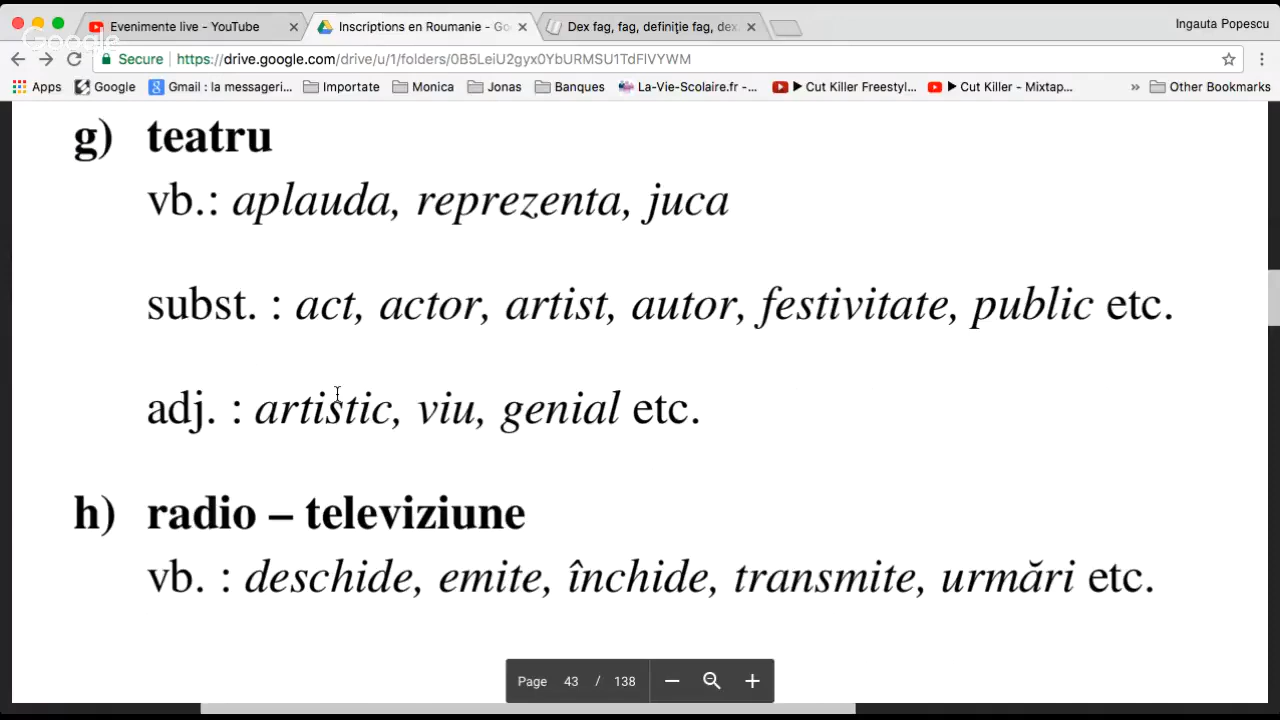 Evenimente live - YouTube
Inscriptions en Roumanie - Go
Dex fag, fag, definiţie fag, dex.
Ingauta Popescu
Google
Secure
https://drive.google.com/drive/u/1/folders/0B5LeiU2gyx0YbURMSU1TdFlVYWM
Apps
Google
Gmail : la messageri...
Importate
Monica
Jonas
Banques
La-Vie-Scolaire.fr -...
▶ Cut Killer Freestyl...
▶ Cut Killer - Mixtap...
»
Other Bookmarks
g) teatru
vb.: aplauda, reprezenta, juca
subst. : act, actor, artist, autor, festivitate, public etc.
adj. : artistic, viu, genial etc.
h) radio – televiziune
vb. : deschide, emite, închide, transmite, urmări etc.
Page 43 / 138